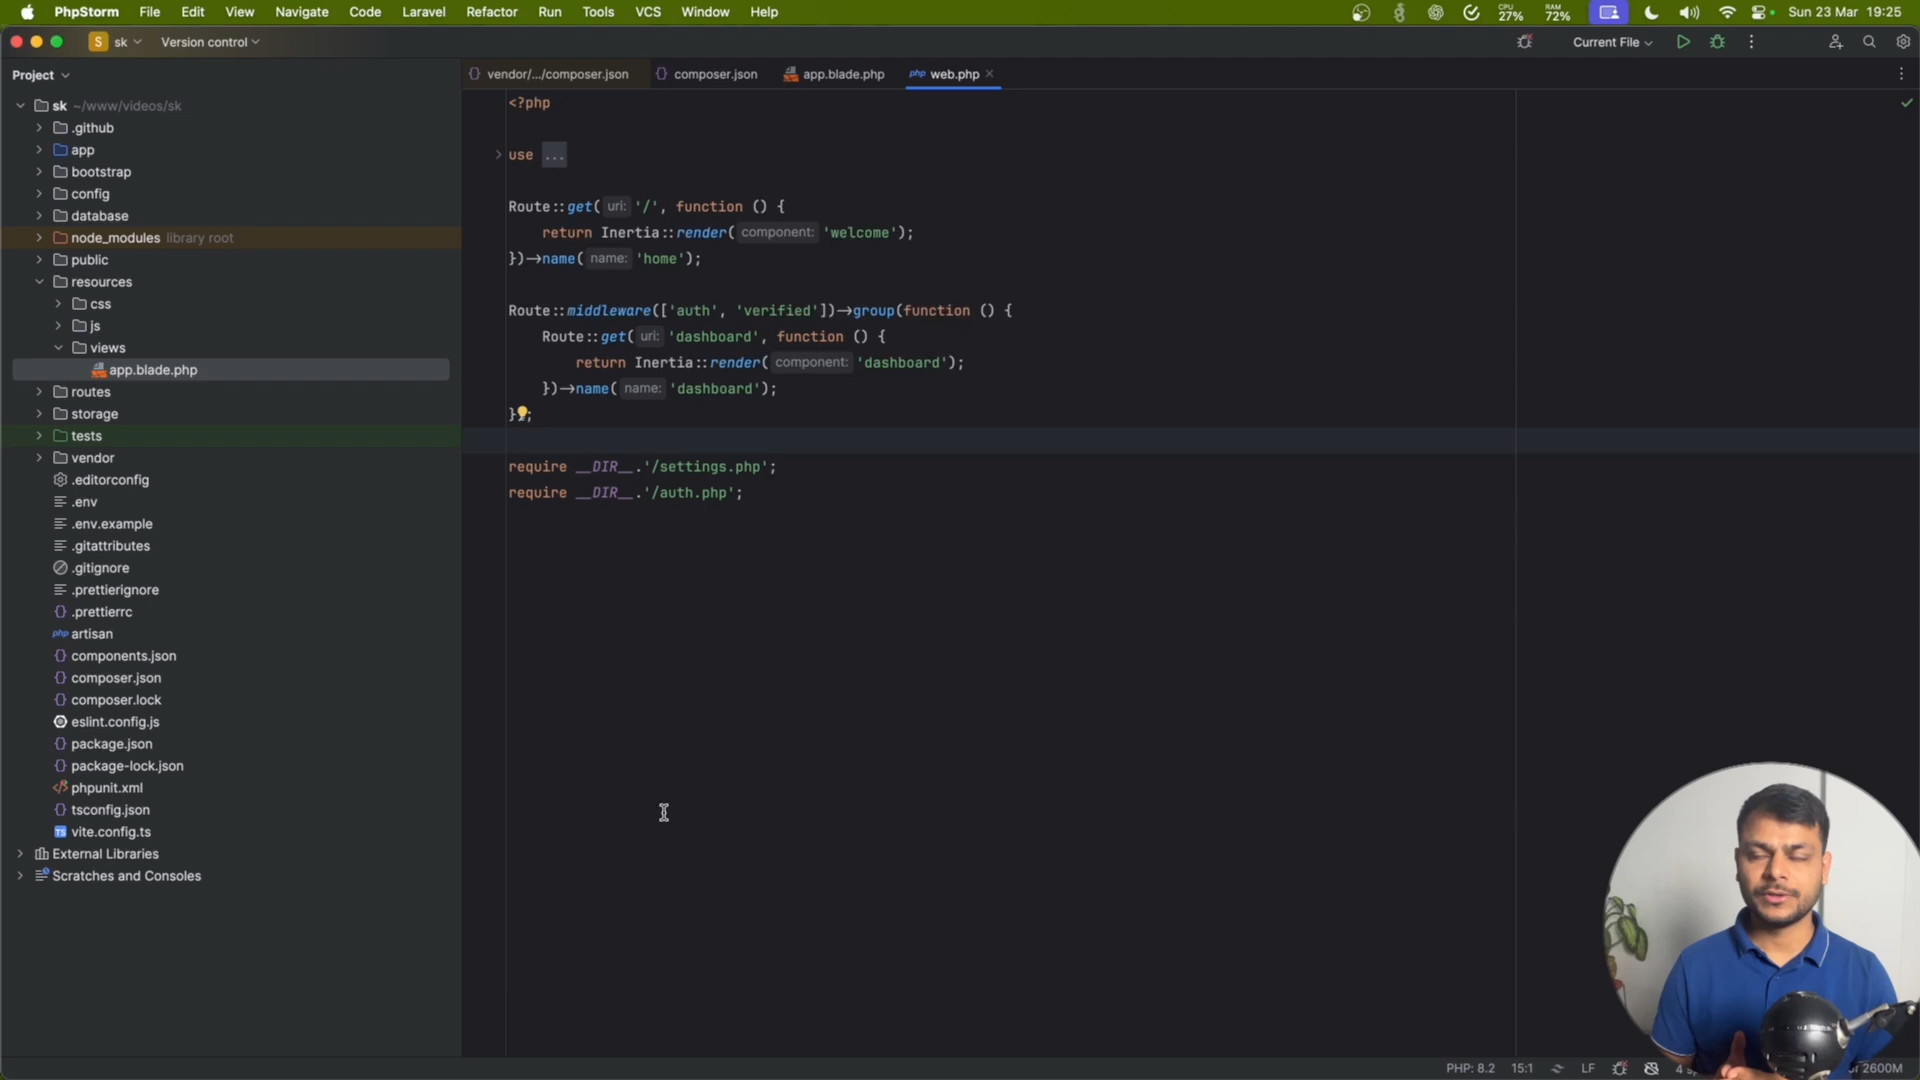 PhpStorm File Edit View Navigate Code Laravel Refactor Run Tools VCS Window Help CPU 27% RAM 72% Sun 23 Mar 19:25
S sk Version control Current File
Project
vendor/.../composer.json composer.json app.blade.php php web.php
sk ~/www/videos/sk
.github
app
bootstrap
config
database
node_modules library root
public
resources
css
js
views
app.blade.php
routes
storage
tests
vendor
.editorconfig
.env
.env.example
.gitattributes
.gitignore
.prettierignore
.prettierrc
php artisan
components.json
composer.json
composer.lock
eslint.config.js
package.json
package-lock.json
phpunit.xml
tsconfig.json
TS vite.config.ts
External Libraries
Scratches and Consoles
<?php
use ...
Route::get( uri: '/', function () {
return Inertia::render( component: 'welcome');
})->name( name: 'home');
Route::middleware(['auth', 'verified'])->group(function () {
Route::get( uri: 'dashboard', function () {
return Inertia::render( component: 'dashboard');
})->name( name: 'dashboard');
};
require __DIR__.'/settings.php';
require __DIR__.'/auth.php';
PHP: 8.2 15:1 LF 2600M